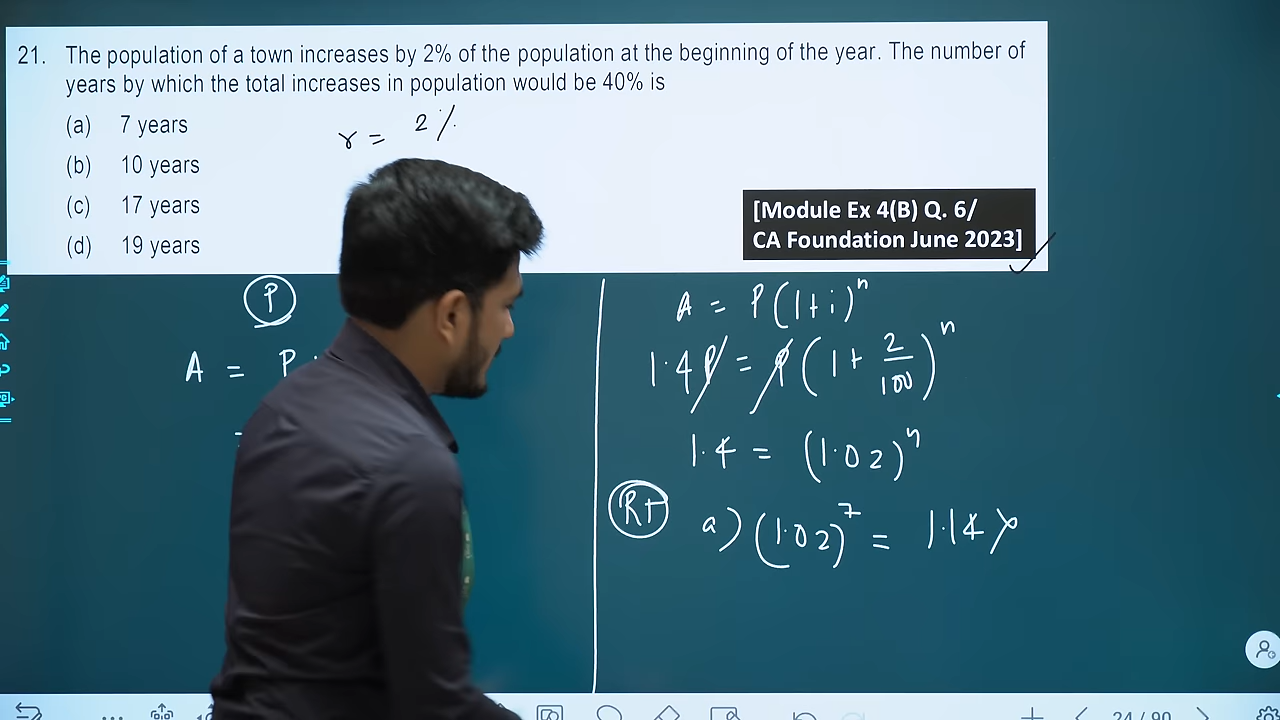 21. The population of a town increases by 2% of the population at the beginning of the year. The number of
years by which the total increases in population would be 40% is
(a) 7 years
(b) 10 years
(c) 17 years
(d) 19 years
r = 2%
[Module Ex 4(B) Q. 6/
CA Foundation June 2023]
P
A = P
=
A = P(1+i)^n
1.4P = P(1 + 2/100)^n
1.4 = (1.02)^n
Rt
a) (1.02)^7 = 1.14
24 / 90